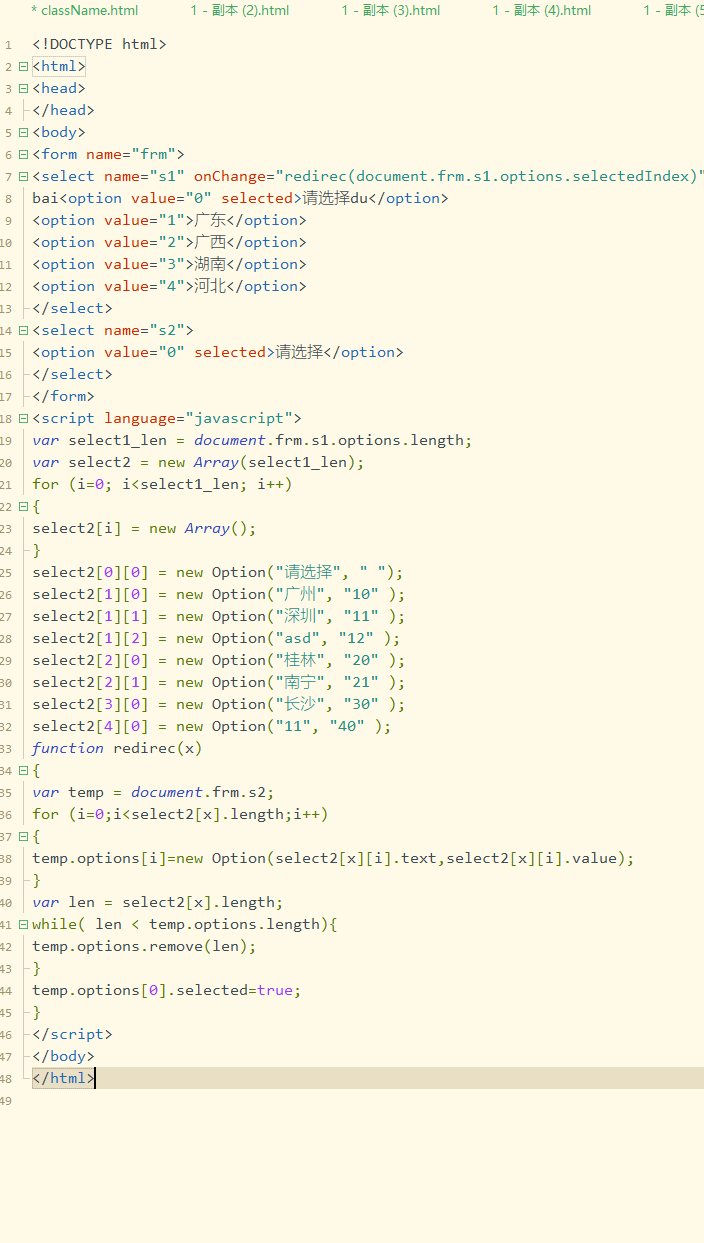 * className.html 1 - 副本 (2).html 1 - 副本 (3).html 1 - 副本 (4).html 1 - 副本 (5
1 <!DOCTYPE html>
2 <html>
3 <head>
4 </head>
5 <body>
6 <form name="frm">
7 <select name="s1" onChange="redirec(document.frm.s1.options.selectedIndex)"
8 bai<option value="0" selected>请选择du</option>
9 <option value="1">广东</option>
10 <option value="2">广西</option>
11 <option value="3">湖南</option>
12 <option value="4">河北</option>
13 </select>
14 <select name="s2">
15 <option value="0" selected>请选择</option>
16 </select>
17 </form>
18 <script language="javascript">
19 var select1_len = document.frm.s1.options.length;
20 var select2 = new Array(select1_len);
21 for (i=0; i<select1_len; i++)
22 {
23 select2[i] = new Array();
24 }
25 select2[0][0] = new Option("请选择", " ");
26 select2[1][0] = new Option("广州", "10" );
27 select2[1][1] = new Option("深圳", "11" );
28 select2[1][2] = new Option("asd", "12" );
29 select2[2][0] = new Option("桂林", "20" );
30 select2[2][1] = new Option("南宁", "21" );
31 select2[3][0] = new Option("长沙", "30" );
32 select2[4][0] = new Option("11", "40" );
33 function redirec(x)
34 {
35 var temp = document.frm.s2;
36 for (i=0;i<select2[x].length;i++)
37 {
38 temp.options[i]=new Option(select2[x][i].text,select2[x][i].value);
39 }
40 var len = select2[x].length;
41 while( len < temp.options.length){
42 temp.options.remove(len);
43 }
44 temp.options[0].selected=true;
45 }
46 </script>
47 </body>
48 </html>
49